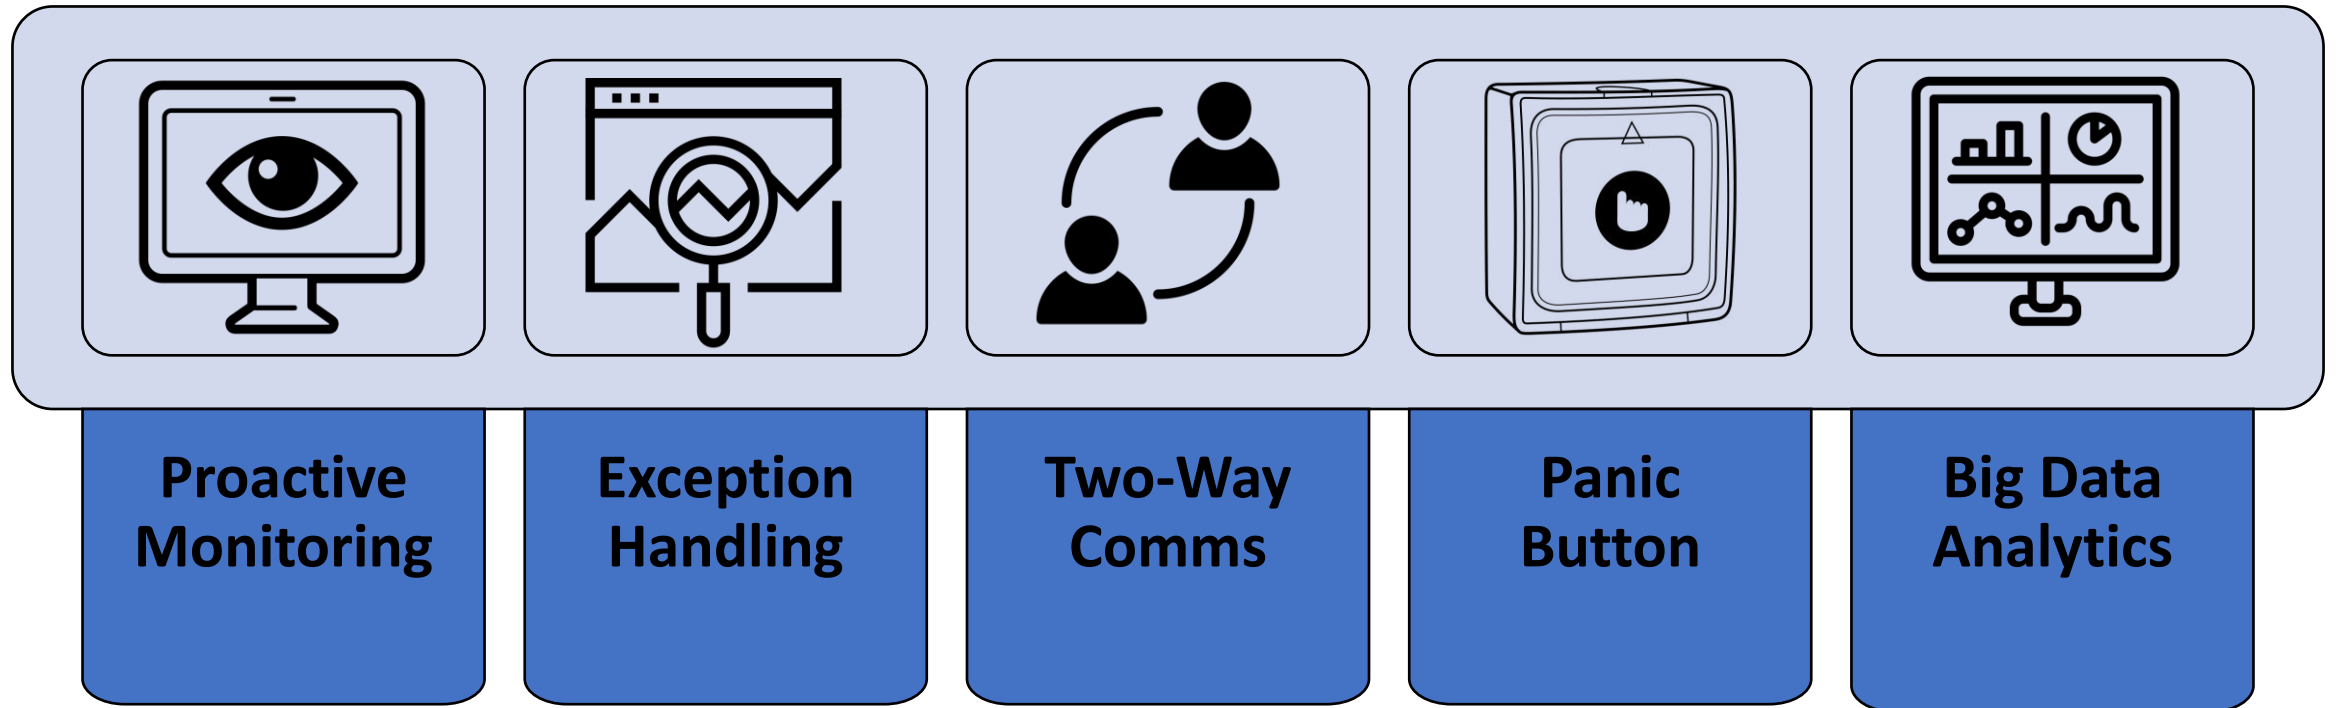 Proactive
Monitoring
Exception
Handling
Two-Way
Comms
Panic
Button
Big Data
Analytics